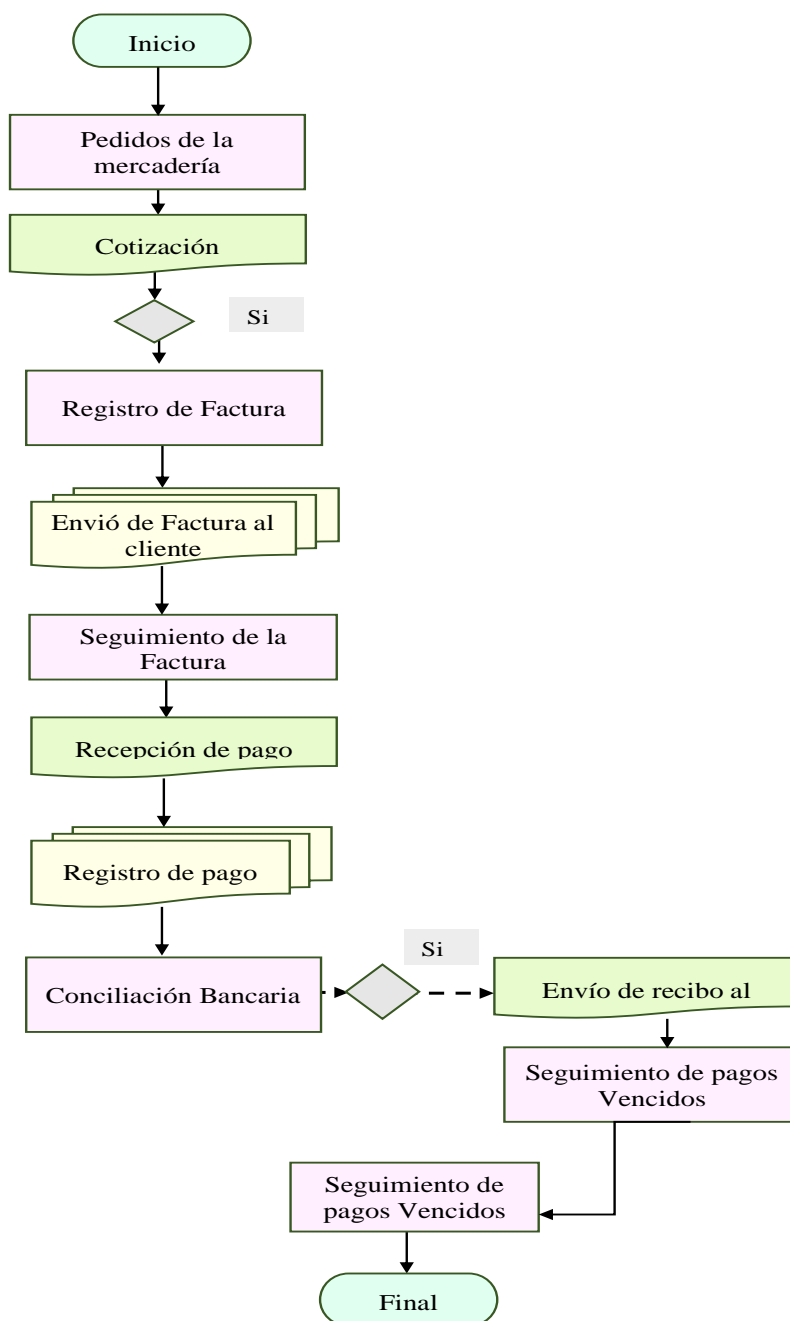 Inicio
Pedidos de la
mercadería
Cotización
Si
Registro de Factura
Envió de Factura al
cliente
Seguimiento de la
Factura
Recepción de pago
Registro de pago
Si
Conciliación Bancaria
Envío de recibo al
Seguimiento de pagos
Vencidos
Seguimiento de
pagos Vencidos
Final